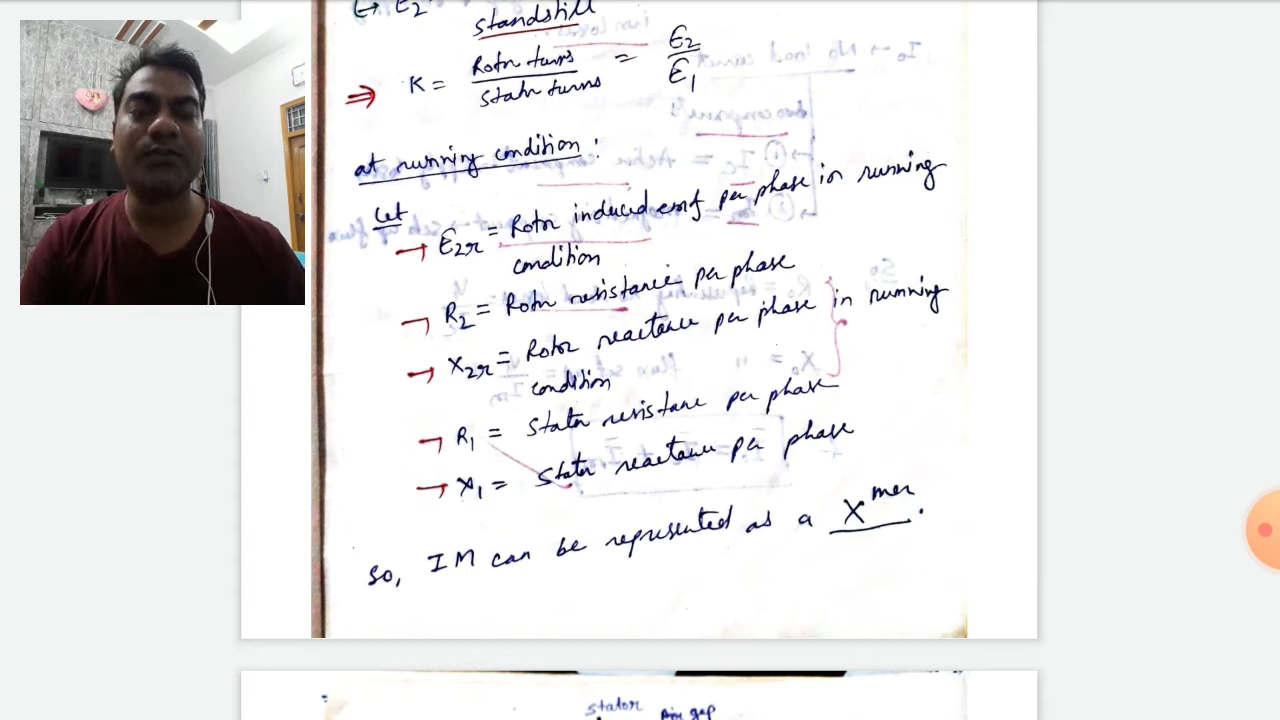 ↳ E2
standstill
⇒ K = Rotor turns / Stator turns = E2 / E1
at running condition :
Let
→ E2r = Rotor induced emf per phase in running
condition
→ R2 = Rotor resistance per phase
→ X2r = Rotor reactance per phase in running
condition
→ R1 = Stator resistane per phase
→ X1 = Stator reactance per phase
So, IM can be represented as a Xmer.
stator
Air gap